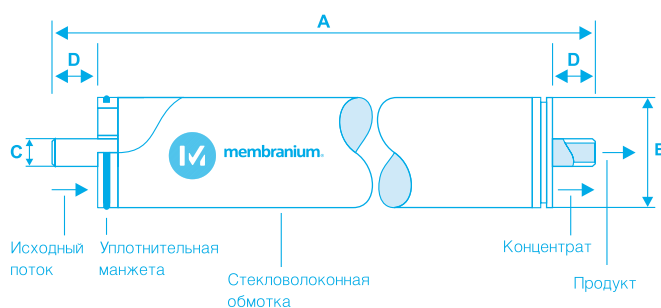 A
D
D
C
membranium®
B
Исходный
поток
Уплотнительная
манжета
Стекловолоконная
обмотка
Концентрат
Продукт